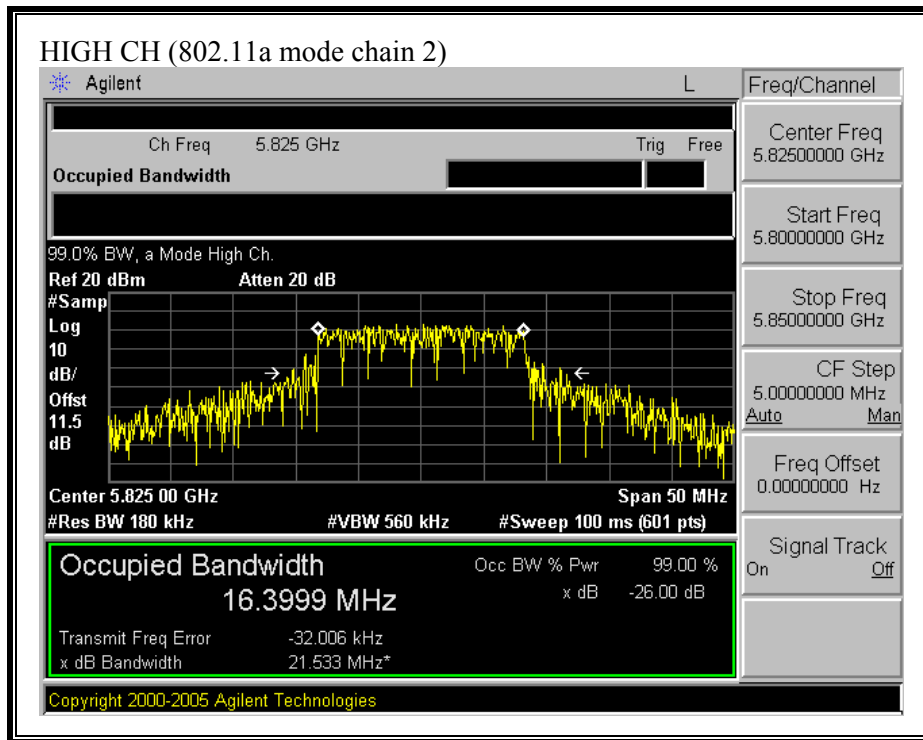 HIGH CH (802.11a mode chain 2)
Agilent L Freq/Channel
Ch Freq 5.825 GHz Trig Free
Occupied Bandwidth
Center Freq
5.82500000 GHz
Start Freq
5.80000000 GHz
Stop Freq
5.85000000 GHz
CF Step
5.00000000 MHz
Auto Man
Freq Offset
0.00000000 Hz
Signal Track
On Off
99.0% BW, a Mode High Ch.
Ref 20 dBm Atten 20 dB
#Samp
Log
10
dB/
Offst
11.5
dB
Center 5.825 00 GHz Span 50 MHz
#Res BW 180 kHz #VBW 560 kHz #Sweep 100 ms (601 pts)
Occupied Bandwidth Occ BW % Pwr 99.00 %
16.3999 MHz x dB -26.00 dB
Transmit Freq Error -32.006 kHz
x dB Bandwidth 21.533 MHz*
Copyright 2000-2005 Agilent Technologies